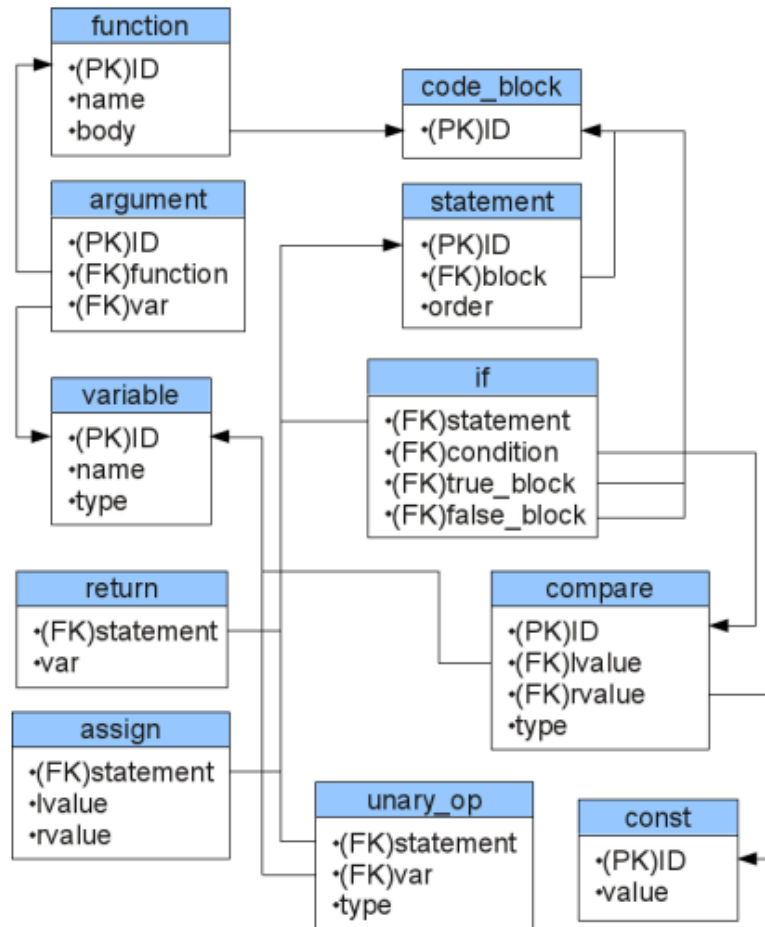 function
•(PK)ID
•name
•body
code_block
•(PK)ID
argument
•(PK)ID
•(FK)function
•(FK)var
statement
•(PK)ID
•(FK)block
•order
variable
•(PK)ID
•name
•type
if
•(FK)statement
•(FK)condition
•(FK)true_block
•(FK)false_block
return
•(FK)statement
•var
compare
•(PK)ID
•(FK)lvalue
•(FK)rvalue
•type
assign
•(FK)statement
•lvalue
•rvalue
unary_op
•(FK)statement
•(FK)var
•type
const
•(PK)ID
•value